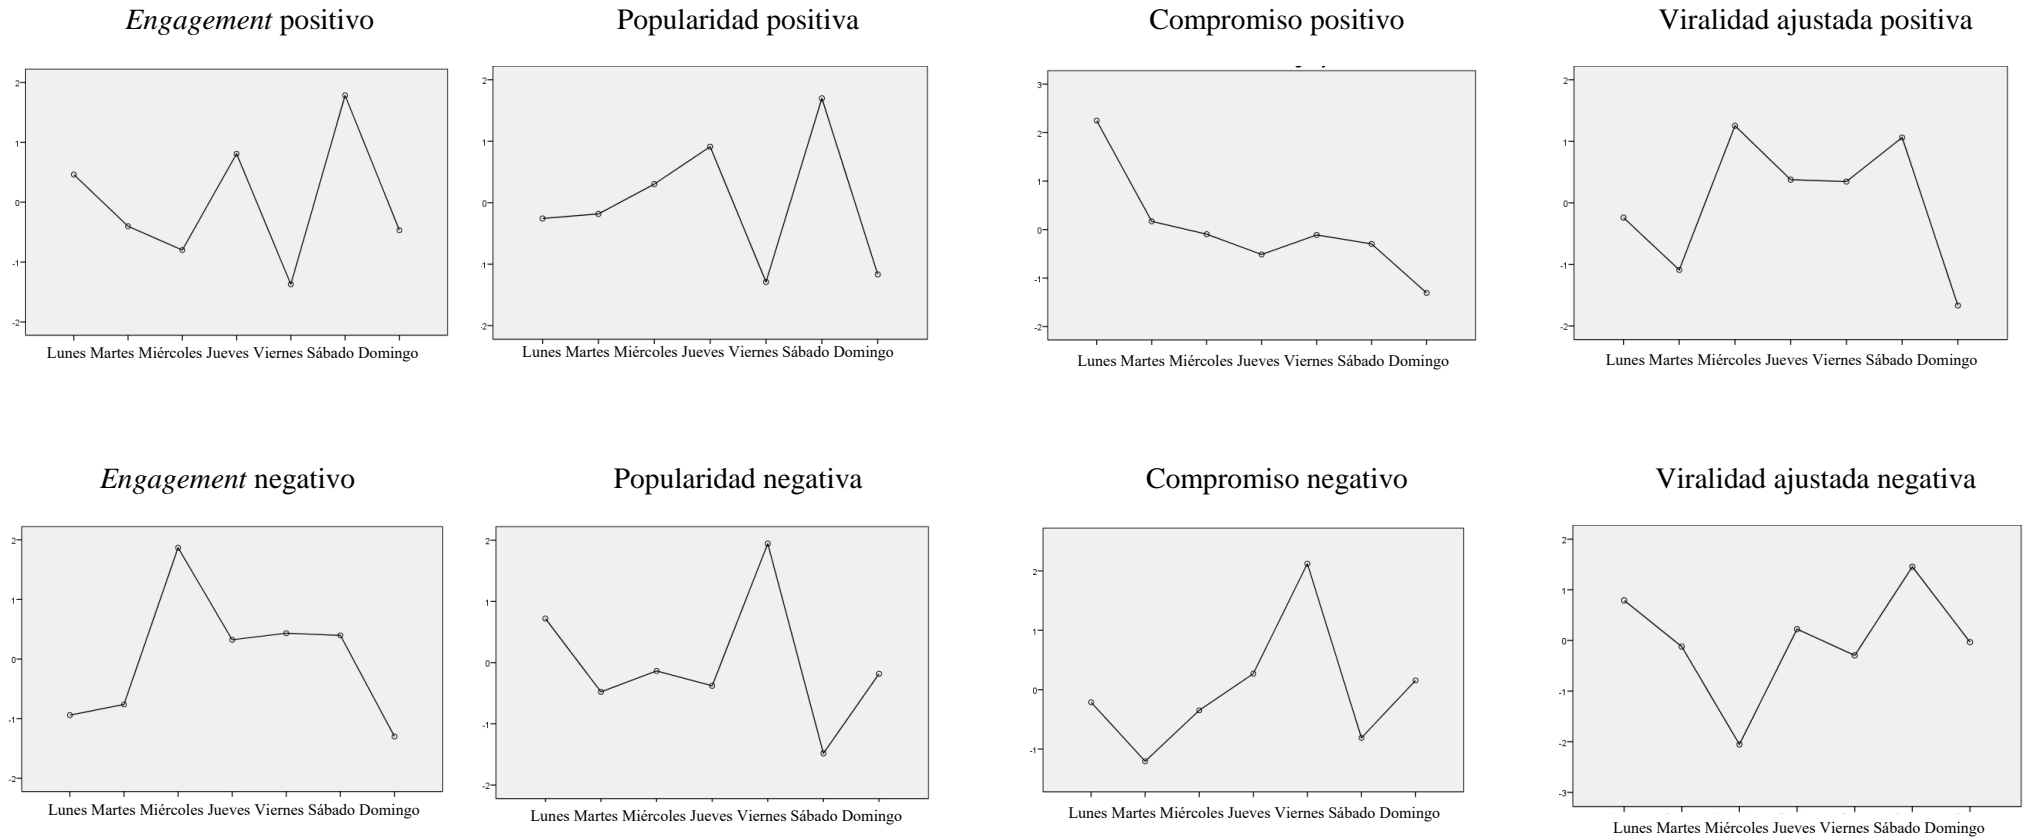 Engagement positivo
2
1
0
-1
-2
Lunes Martes Miércoles Jueves Viernes Sábado Domingo
Popularidad positiva
2
1
0
-1
-2
Lunes Martes Miércoles Jueves Viernes Sábado Domingo
Compromiso positivo
3
2
1
0
-1
-2
Lunes Martes Miércoles Jueves Viernes Sábado Domingo
Viralidad ajustada positiva
2
1
0
-1
-2
Lunes Martes Miércoles Jueves Viernes Sábado Domingo
Engagement negativo
2
1
0
-1
-2
Lunes Martes Miércoles Jueves Viernes Sábado Domingo
Popularidad negativa
2
1
0
-1
-2
Lunes Martes Miércoles Jueves Viernes Sábado Domingo
Compromiso negativo
2
1
0
-1
Lunes Martes Miércoles Jueves Viernes Sábado Domingo
Viralidad ajustada negativa
2
1
0
-1
-2
-3
Lunes Martes Miércoles Jueves Viernes Sábado Domingo